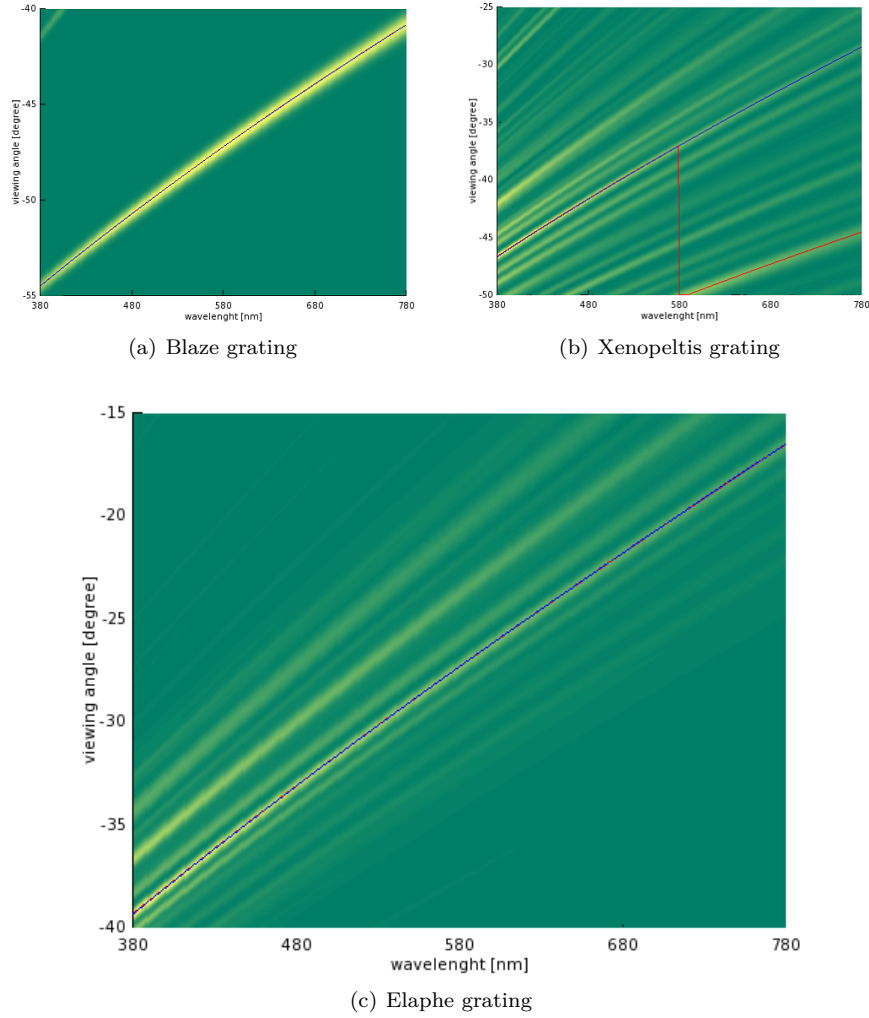 -40
-45
-50
-55
viewing angle [degree]
380 480 580 680 780
wavelenght [nm]
(a) Blaze grating
-25
-30
-35
-40
-45
-50
viewing angle [degree]
380 480 580 680 780
wavelenght [nm]
(b) Xenopeltis grating
-15
-20
-25
-30
-35
-40
viewing angle [degree]
380 480 580 680 780
wavelenght [nm]
(c) Elaphe grating